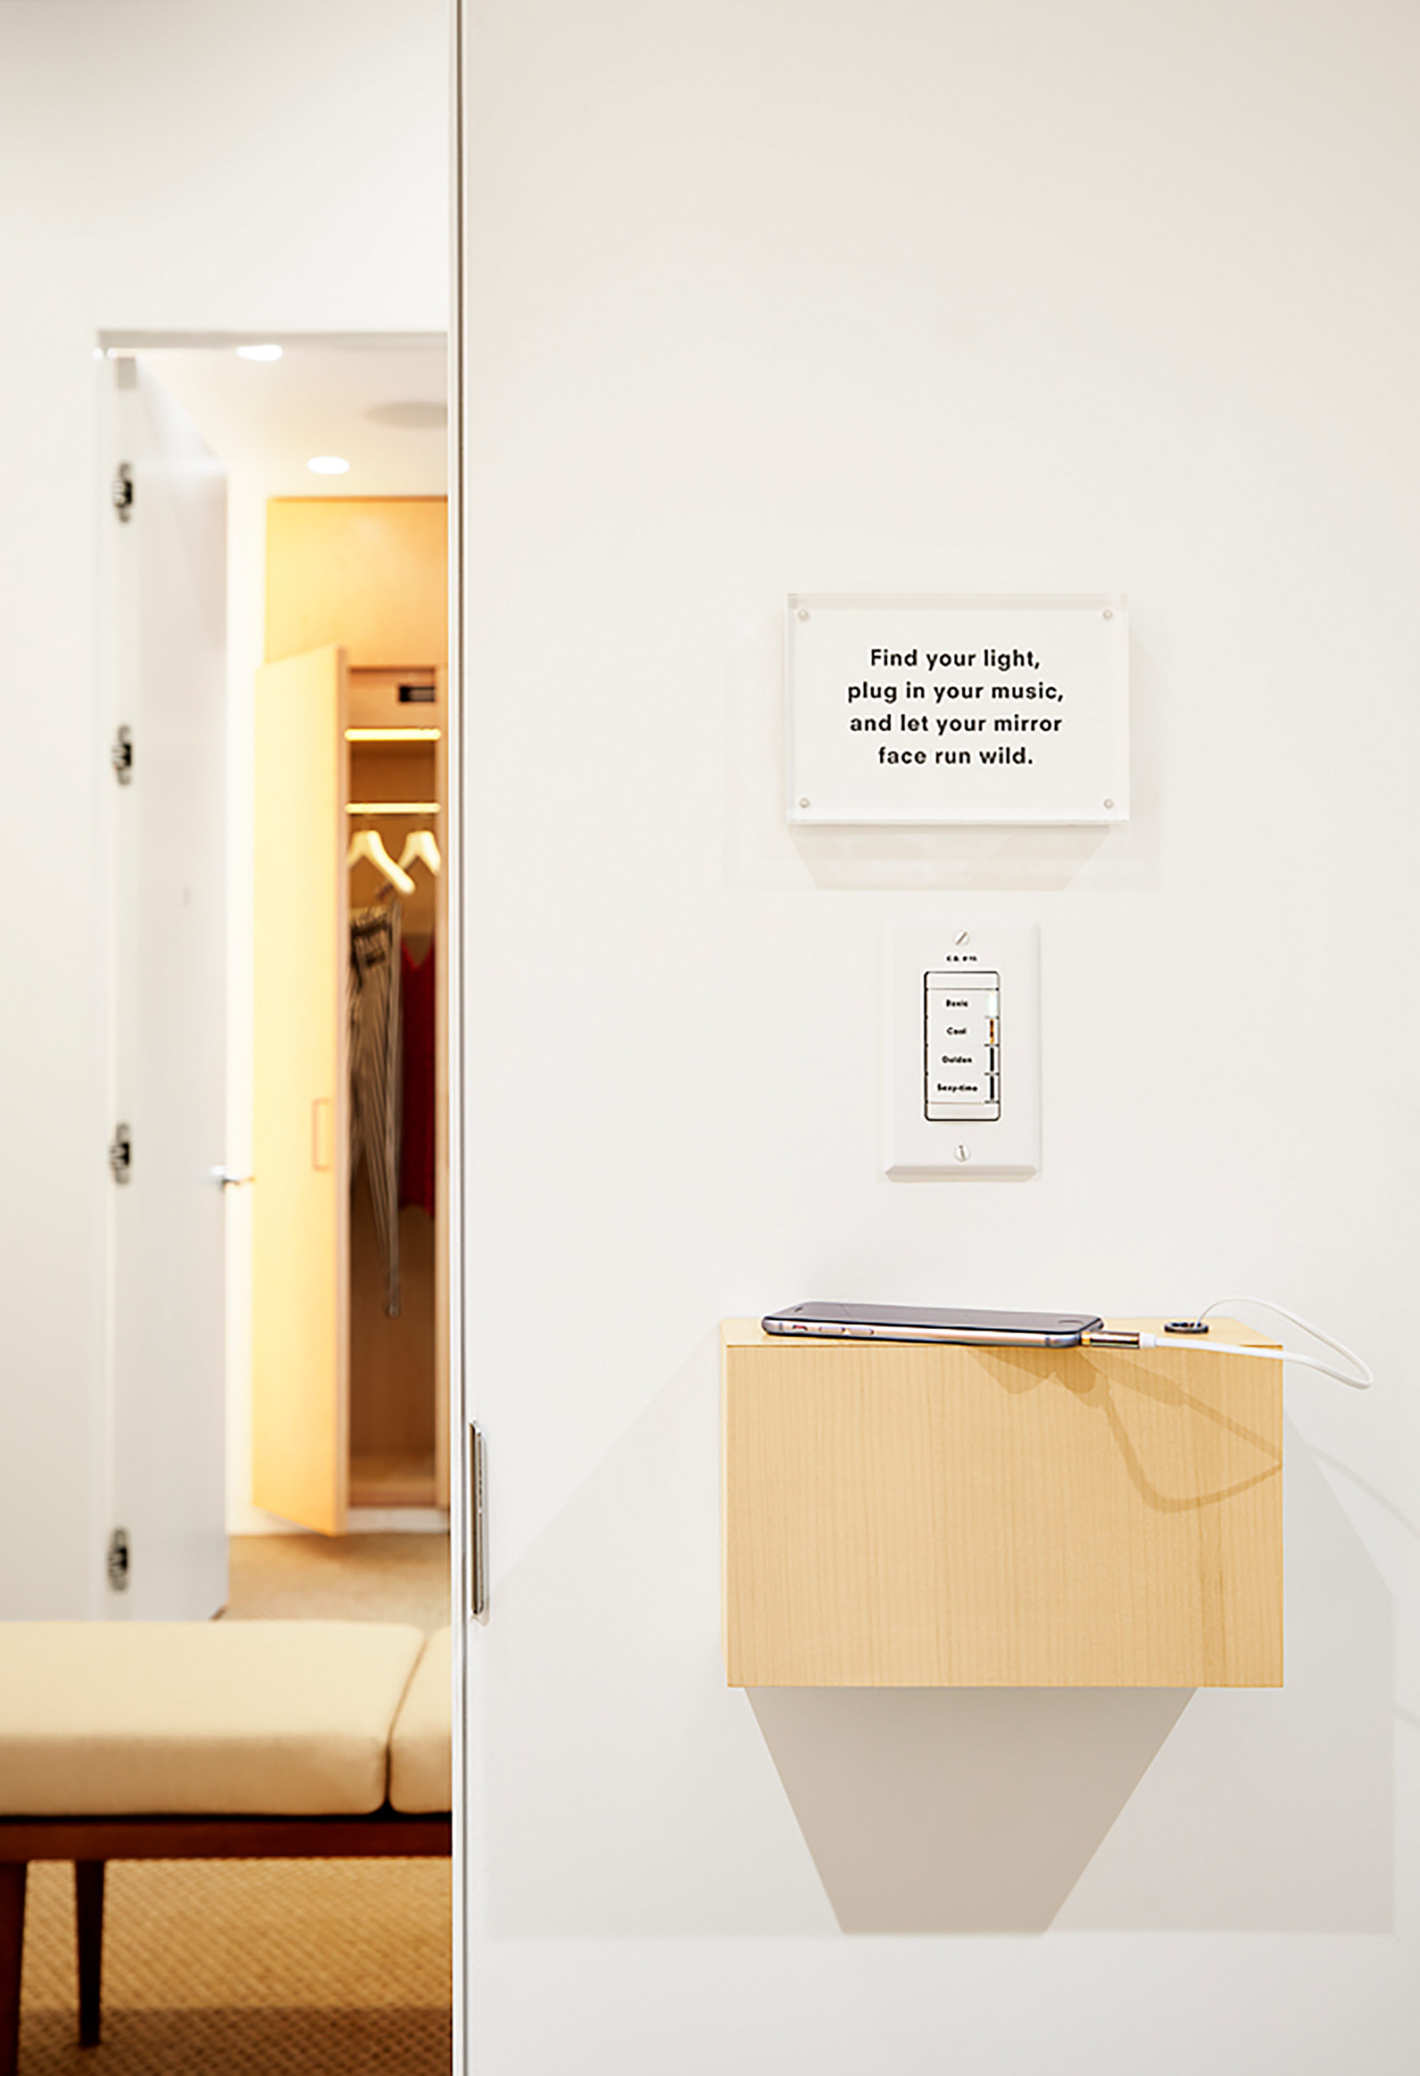 Find your light,
plug in your music,
and let your mirror
face run wild.
Basic
Cool
Golden
Sexy-time